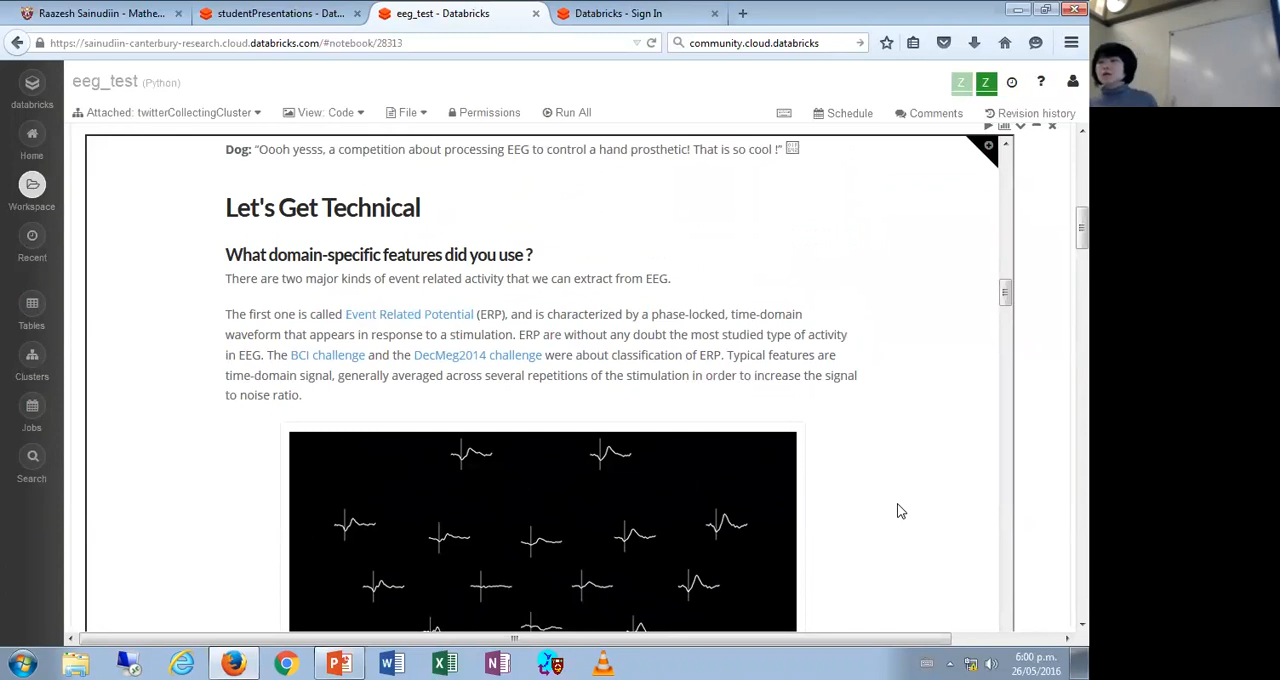 Raazesh Sainudiin - Mathe...
studentPresentations - Dat...
eeg_test - Databricks
Databricks - Sign In
https://sainudiin-canterbury-research.cloud.databricks.com/#notebook/28313
community.cloud.databricks
eeg_test (Python)
Z
Z
Attached: twitterCollectingCluster
View: Code
File
Permissions
Run All
Schedule
Comments
Revision history
databricks
Home
Workspace
Recent
Tables
Clusters
Jobs
Search
Dog: “OOh yesss, a competition about processing EEG to control a hand prosthetic! That is so cool !”
Let's Get Technical
What domain-specific features did you use ?
There are two major kinds of event related activity that we can extract from EEG.
The first one is called Event Related Potential (ERP), and is characterized by a phase-locked, time-domain
waveform that appears in response to a stimulation. ERP are without any doubt the most studied type of activity
in EEG. The BCI challenge and the DecMeg2014 challenge were about classification of ERP. Typical features are
time-domain signal, generally averaged across several repetitions of the stimulation in order to increase the signal
to noise ratio.
6:00 p.m.
26/05/2016